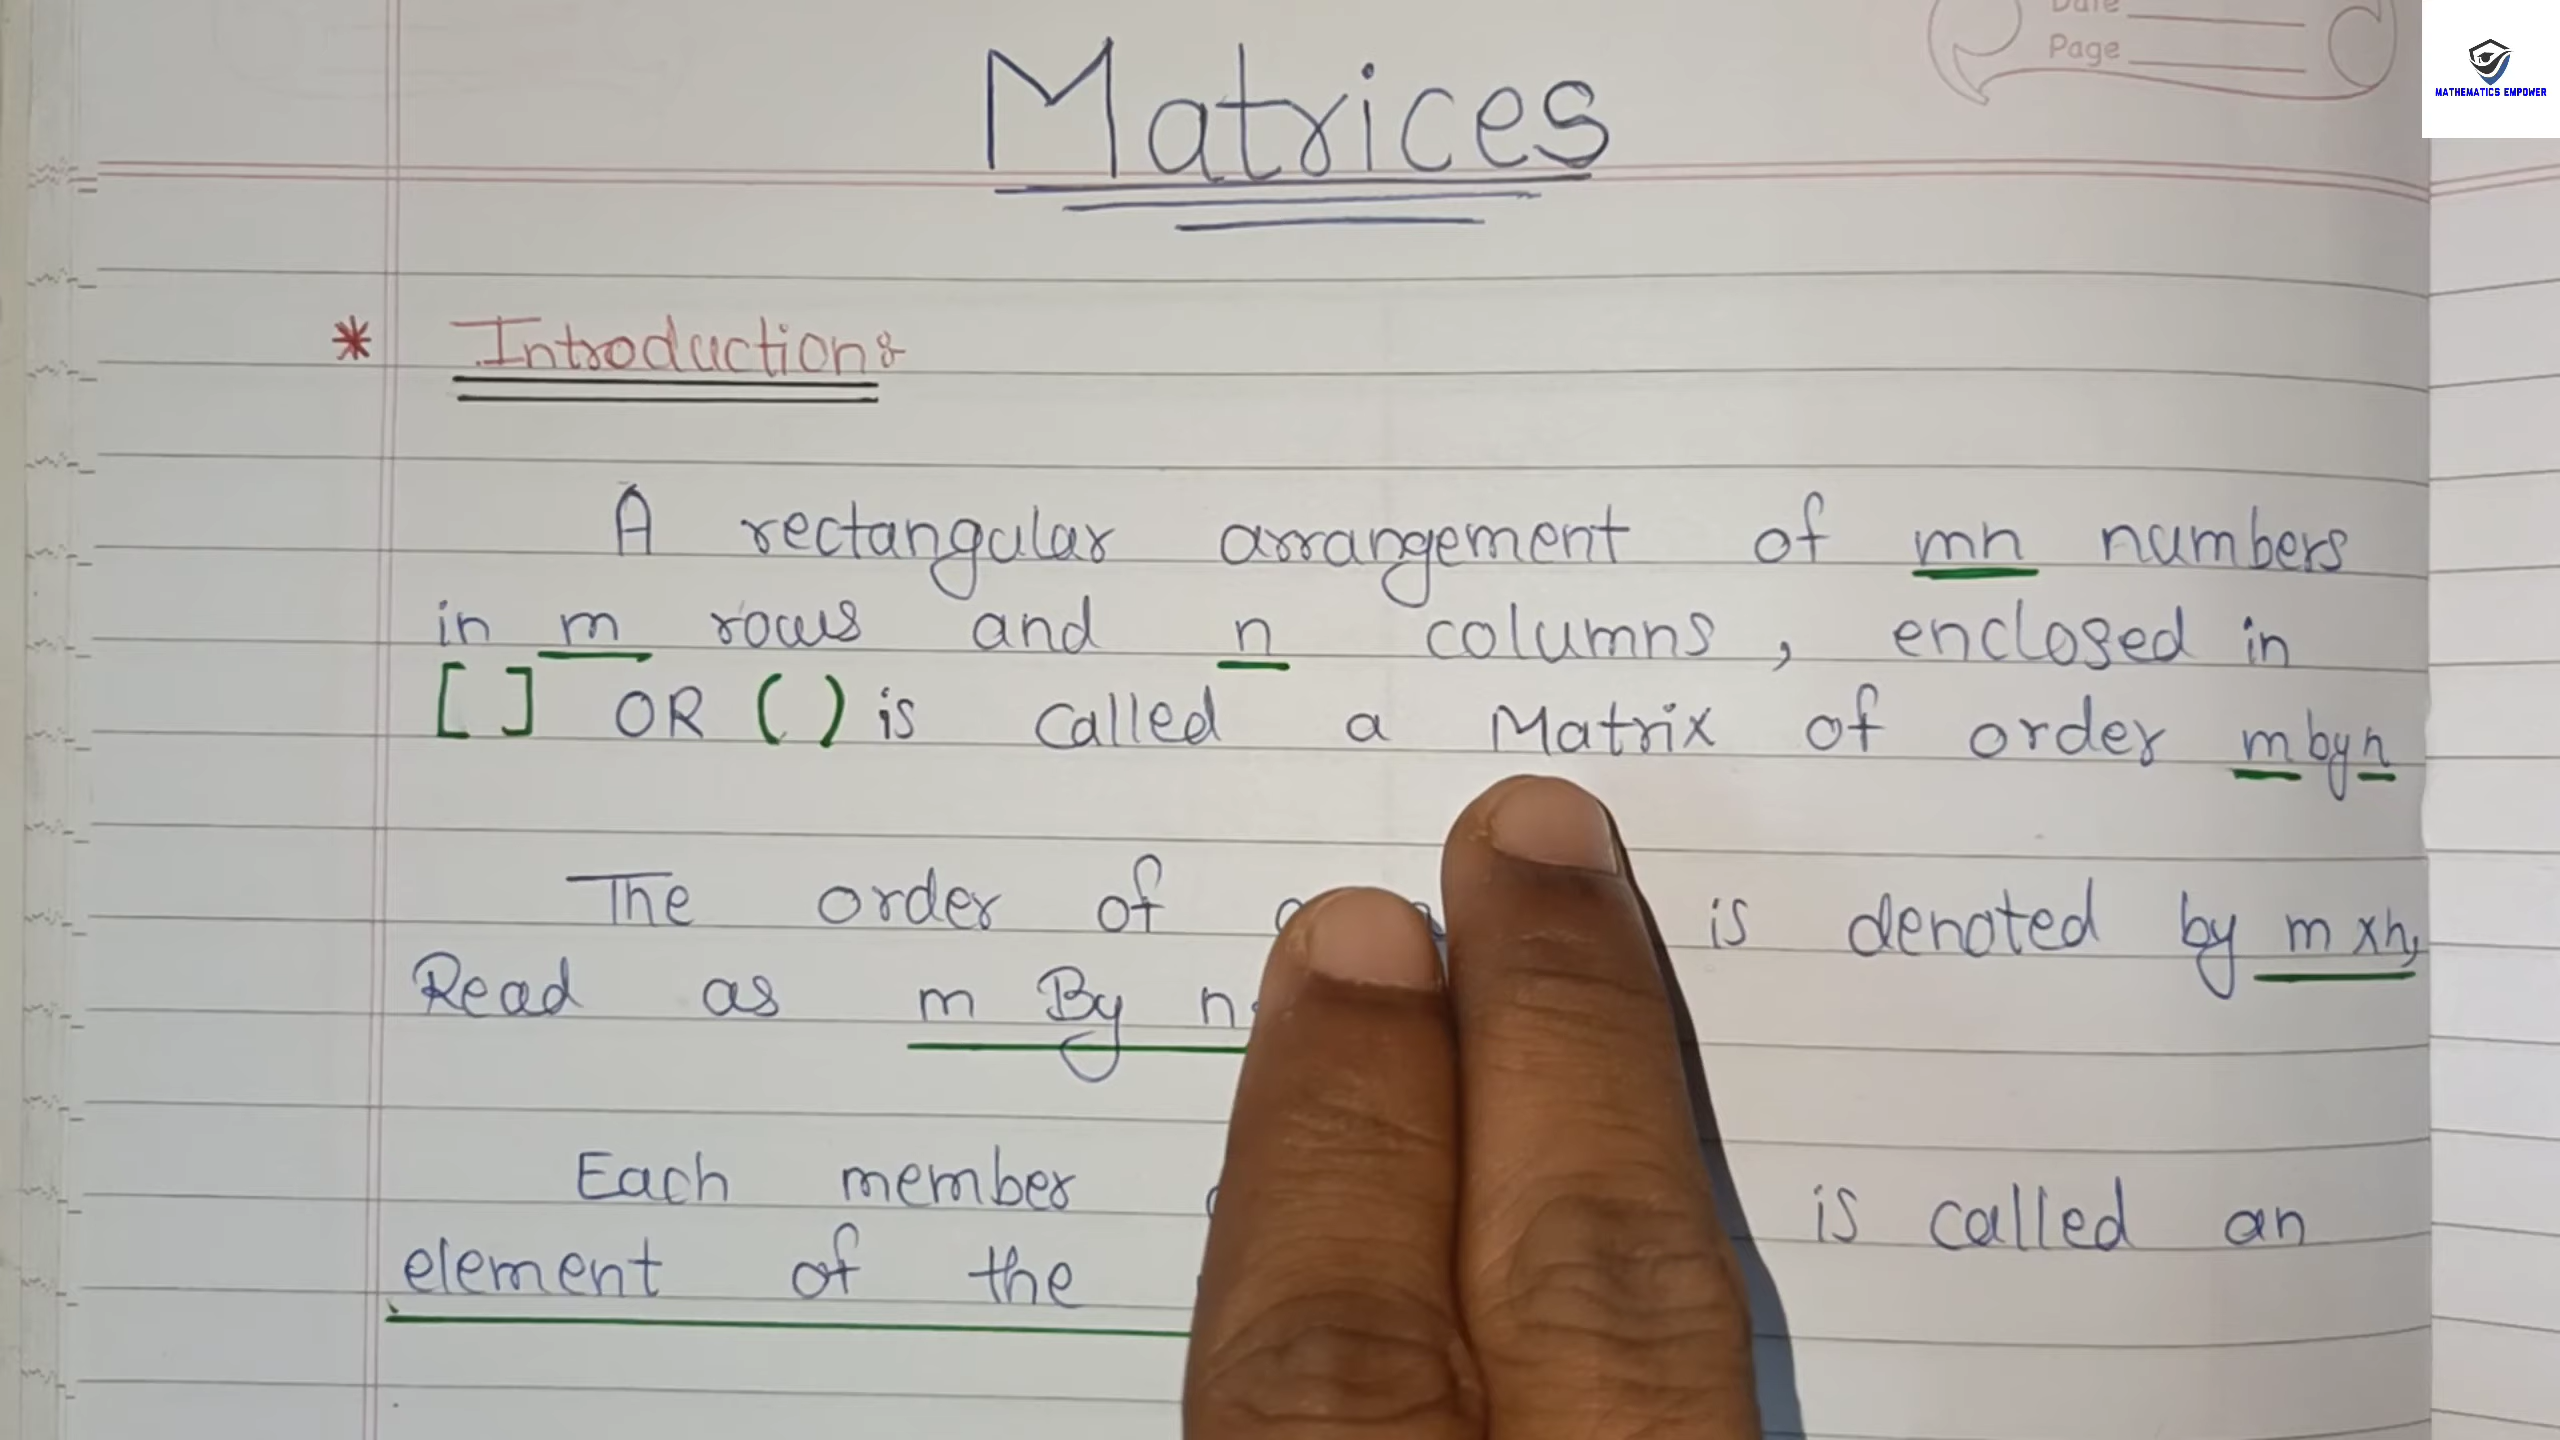 Date
Page
MATHEMATICS EMPOWER
Matrices
* Introduction:
A rectangular arrangement of mn numbers
in m rows and n columns, enclosed in
[ ] OR ( ) is called a Matrix of order m by n
The order of is denoted by m x n,
Read as m By n.
Each member is called an
element of the